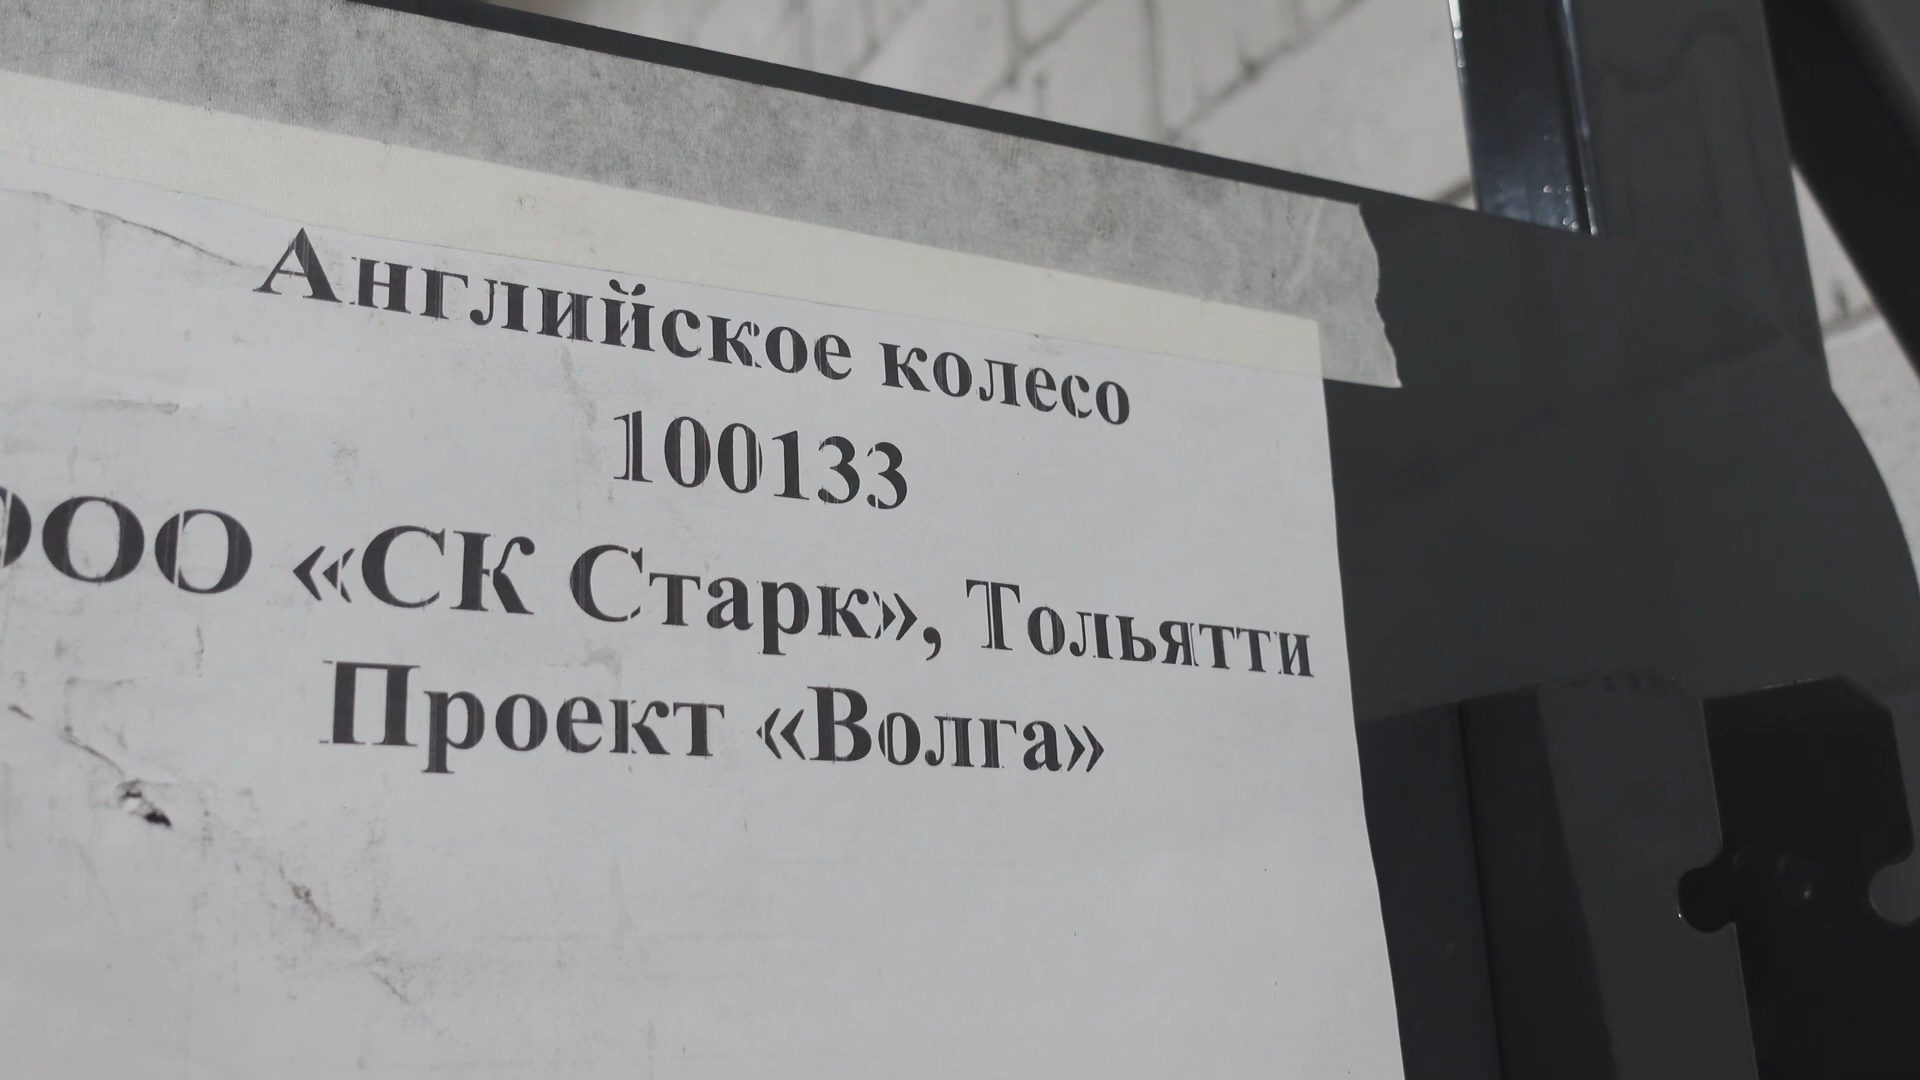 Английское колесо
100133
ООО «СК Старк», Тольятти
Проект «Волга»